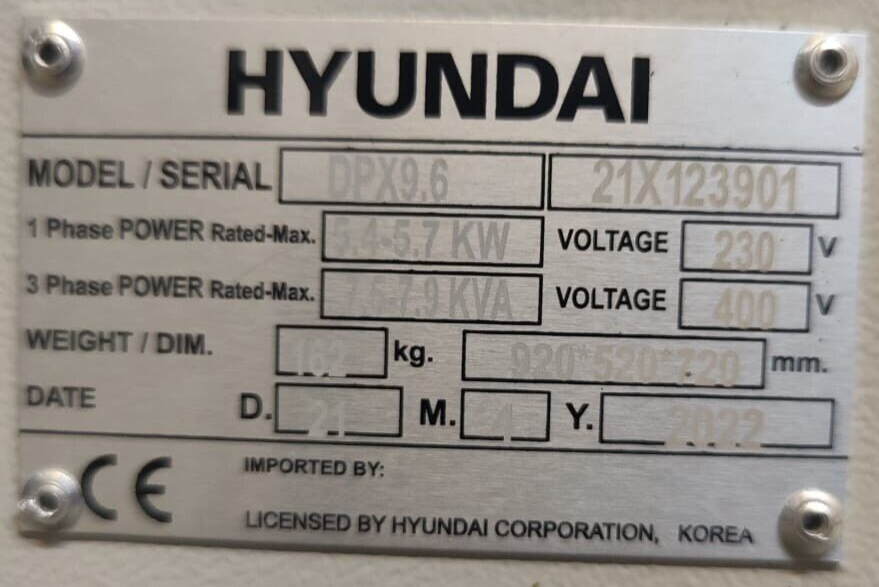 HYUNDAI
MODEL / SERIAL DPX9.6 21X123901
1 Phase POWER Rated-Max. 5.4-5.7 KW VOLTAGE 230 V
3 Phase POWER Rated-Max. 7.5-7.9 KVA VOLTAGE 400 V
WEIGHT / DIM. 162 kg. 920*520*720 mm.
DATE D. 21 M. 4 Y. 2022
CE IMPORTED BY:
LICENSED BY HYUNDAI CORPORATION, KOREA